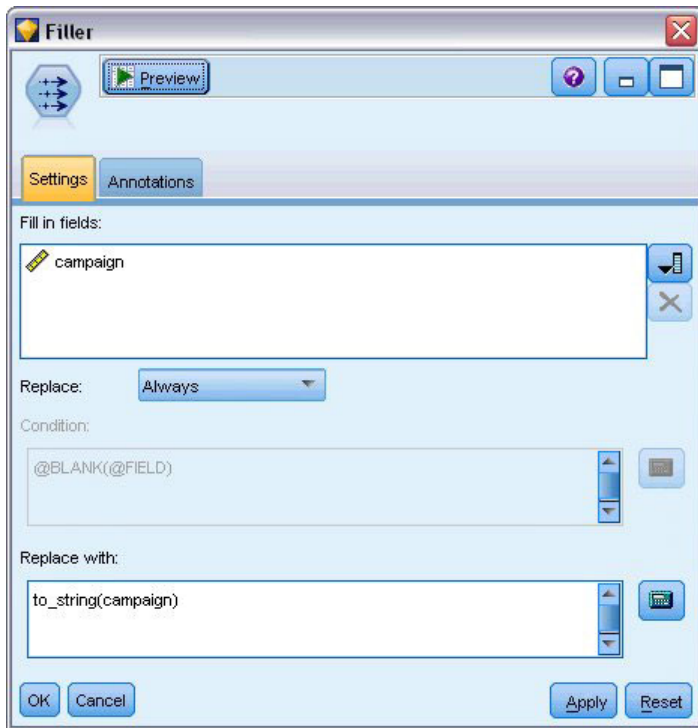 Filler
Preview
Settings
Annotations
Fill in fields:
campaign
Replace:
Always
Condition:
@BLANK(@FIELD)
Replace with:
to_string(campaign)
OK
Cancel
Apply
Reset